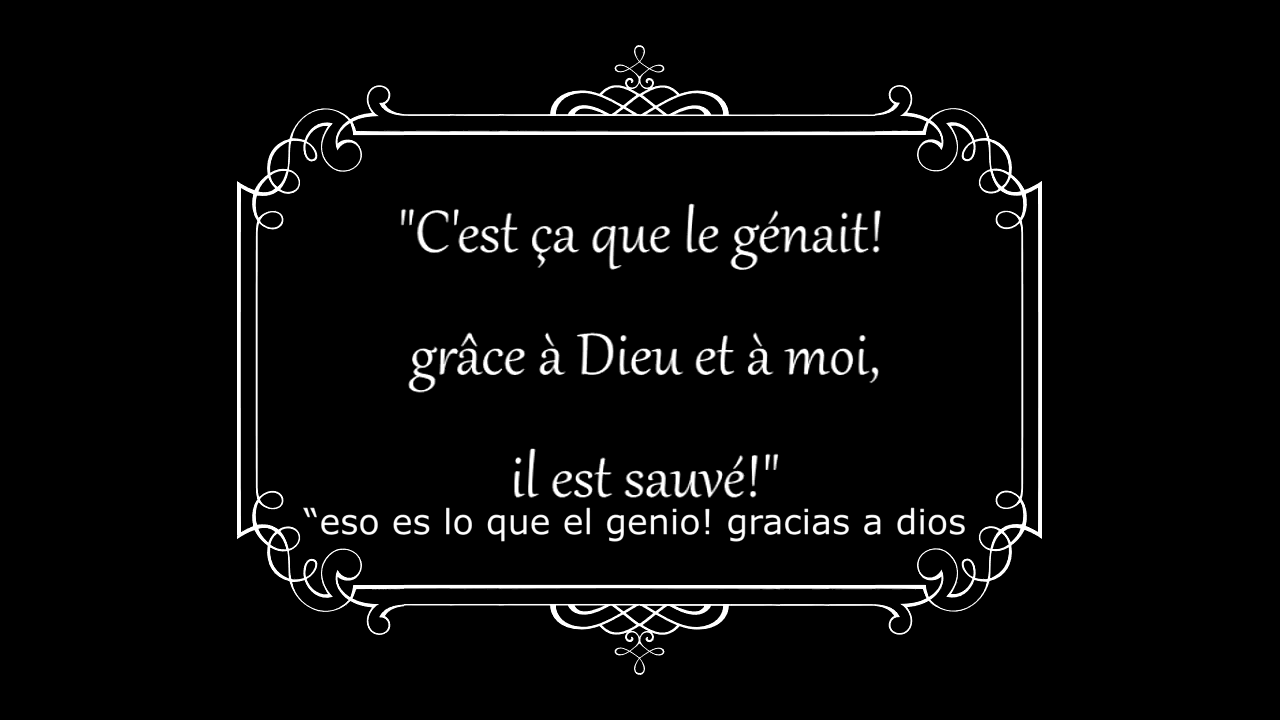 "C'est ça que le génait!
grâce à Dieu et à moi,
il est sauvé!"
“eso es lo que el genio! gracias a dios